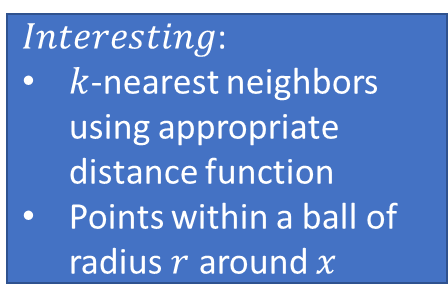 Interesting:
• k-nearest neighbors
using appropriate
distance function
• Points within a ball of
radius r around x